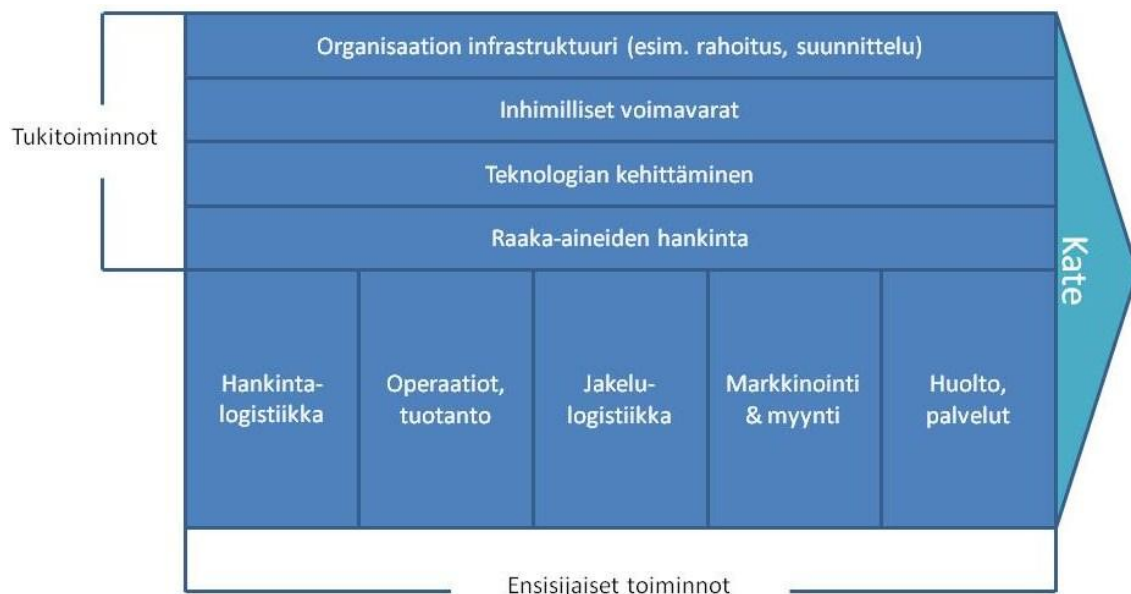 Organisaation infrastruktuuri (esim. rahoitus, suunnittelu)
Inhimilliset voimavarat
Tukitoiminnot
Teknologian kehittäminen
Raaka-aineiden hankinta
Kate
Hankinta-
logistiikka
Operaatiot,
tuotanto
Jakelu-
logistiikka
Markkinointi
& myynti
Huolto,
palvelut
Ensisijaiset toiminnot